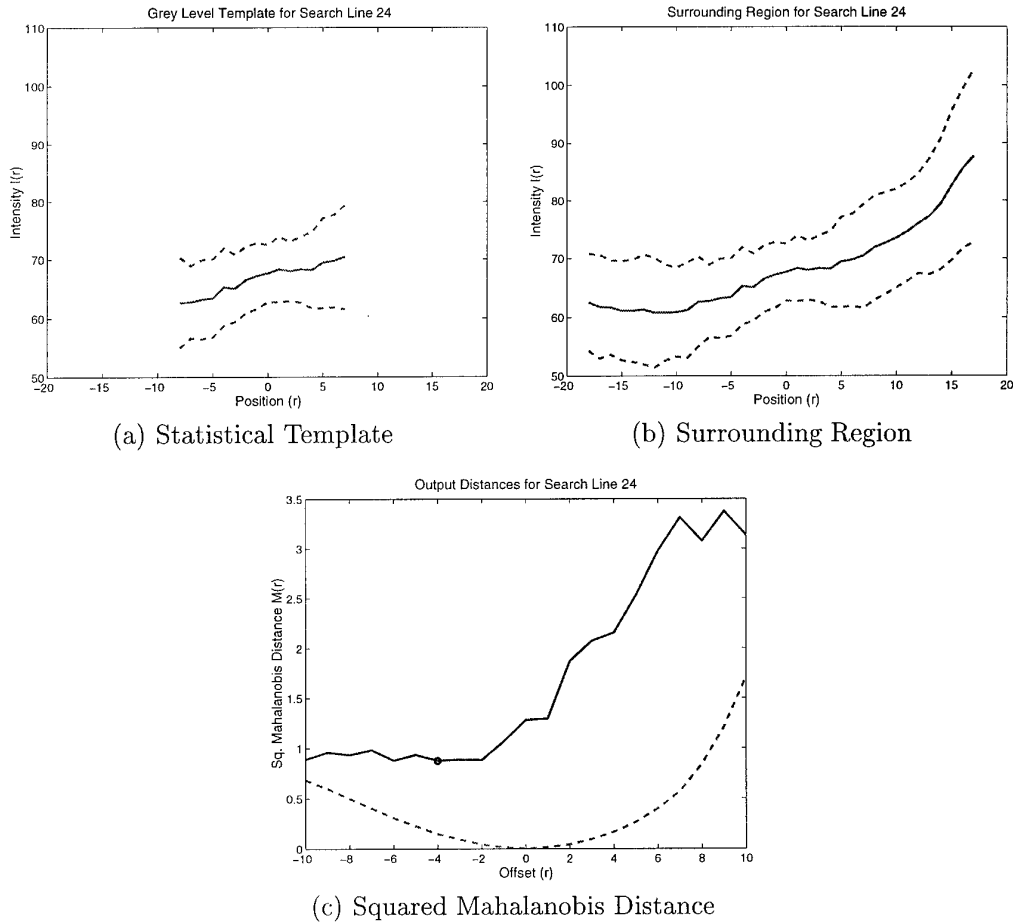 Grey Level Template for Search Line 24
110
100
90
80
70
60
50
Intensity I(r)
-20 -15 -10 -5 0 5 10 15 20
Position (r)
(a) Statistical Template
Surrounding Region for Search Line 24
110
100
90
80
70
60
50
Intensity I(r)
-20 -15 -10 -5 0 5 10 15 20
Position (r)
(b) Surrounding Region
Output Distances for Search Line 24
3.5
3
2.5
2
1.5
1
0.5
0
Sq. Mahalanobis Distance M(r)
-10 -8 -6 -4 -2 0 2 4 6 8 10
Offset (r)
(c) Squared Mahalanobis Distance